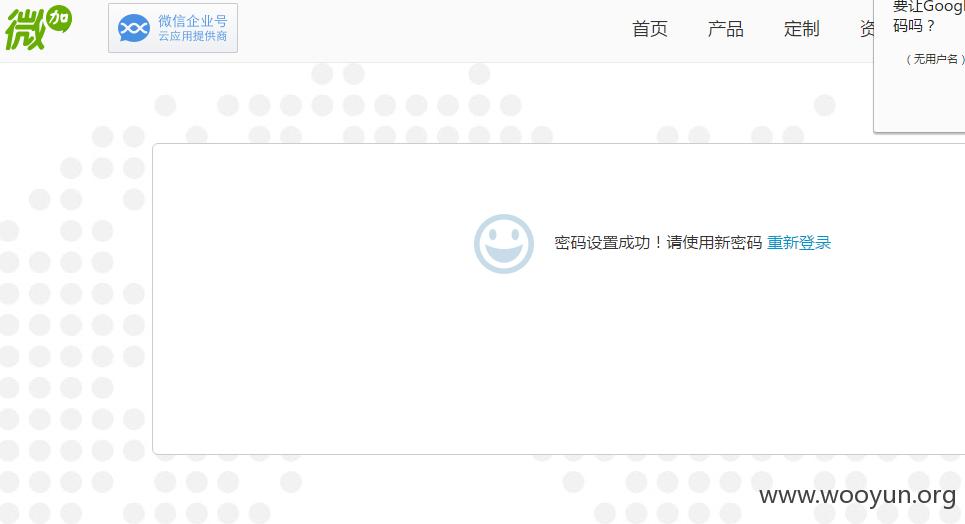 微加
微信企业号
云应用提供商
首页 产品 定制
要让Googl
码吗？
（无用户名）
密码设置成功！请使用新密码 重新登录
www.wooyun.org